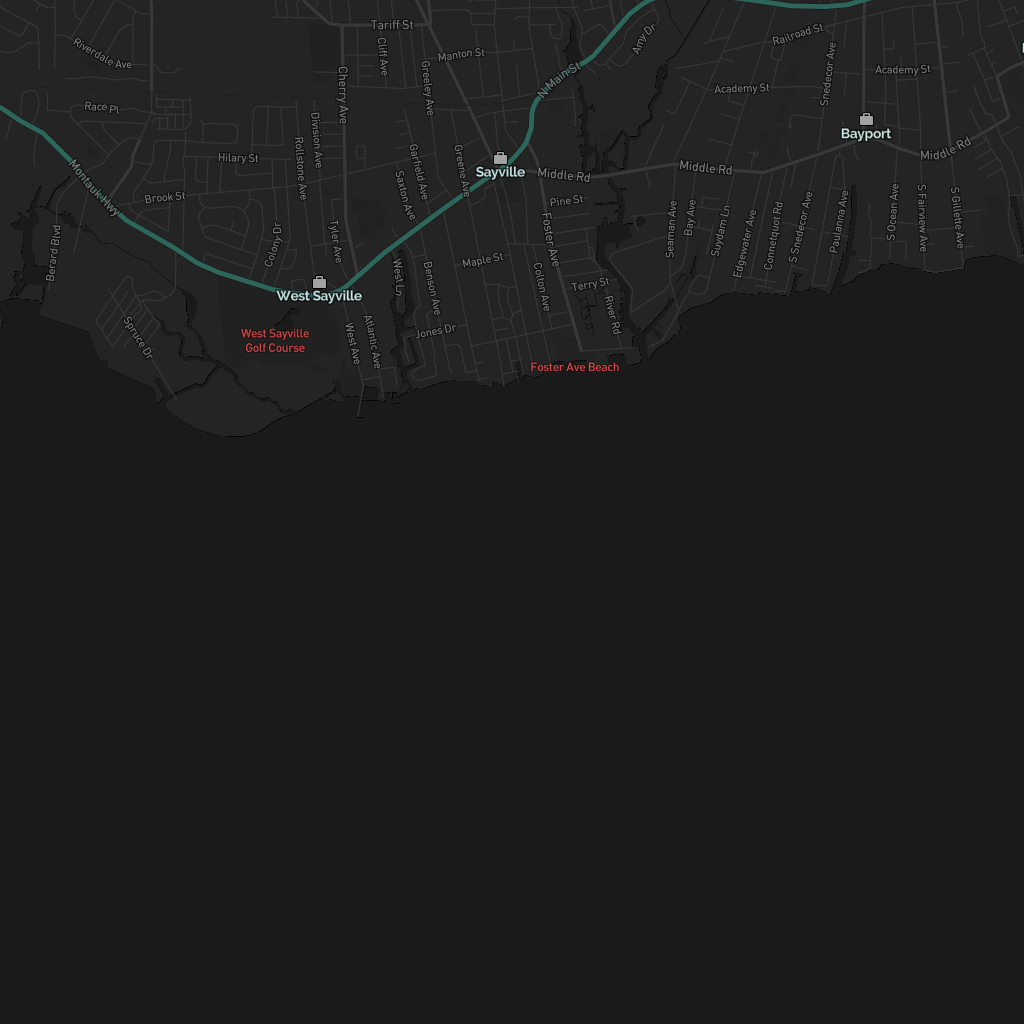 Tariff St
Riverdale Ave
Cliff Ave
Manton St
Amy Dr
Railroad St
Snedecor Ave
Academy St
Academy St
Cherry Ave
Greeley Ave
N Main St
Race Pl
Division Ave
Rollstone Ave
Hilary St
Garfield Ave
Greene Ave
Saxton Ave
Sayville
Middle Rd
Middle Rd
Bayport
Middle Rd
Montauk Hwy
Brook St
Pine St
Foster Ave
Seaman Ave
Bay Ave
Suydam Ln
Edgewater Ave
Connetquot Rd
S Snedecor Ave
Paulanna Ave
S Ocean Ave
S Fairview Ave
S Gillette Ave
Berard Blvd
Colony Dr
Tyler Ave
West Ln
Benson Ave
Maple St
Colton Ave
Terry St
River Rd
West Sayville
Spruce Dr
West Sayville
Golf Course
West Ave
Atlantic Ave
Jones Dr
Foster Ave Beach